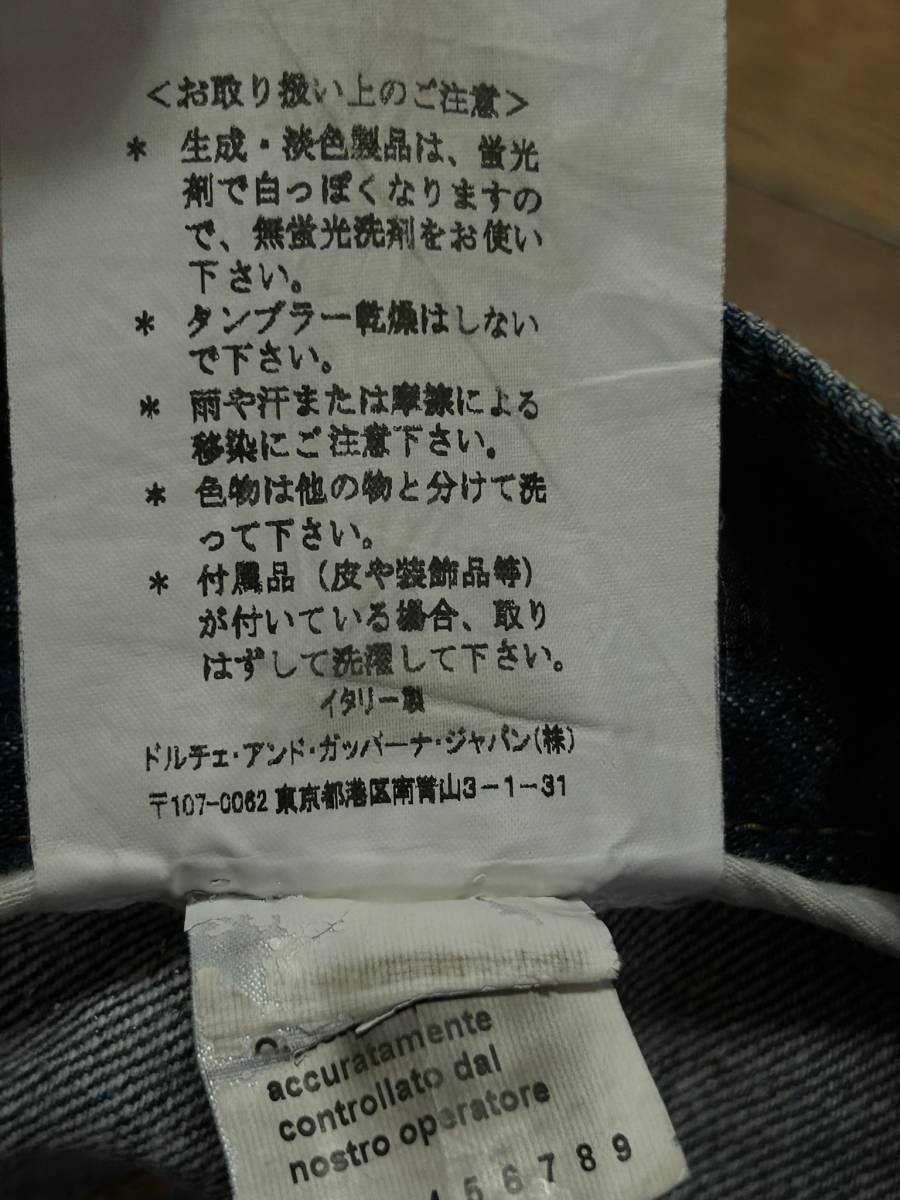 <お取り扱い上のご注意>
* 生成・淡色製品は、蛍光
剤で白っぽくなりますの
で、無蛍光洗剤をお使い
下さい。
* タンブラー乾燥はしない
で下さい。
* 雨や汗または摩擦による
移染にご注意下さい。
* 色物は他の物と分けて洗
って下さい。
* 付属品（皮や装飾品等）
が付いている場合、取り
はずして洗濯して下さい。
イタリー製
ドルチェ・アンド・ガッバーナ・ジャパン(株)
〒107-0062 東京都港区南青山3-1-31
accuratamente
controllato dal
nostro operatore
4 5 6 7 8 9